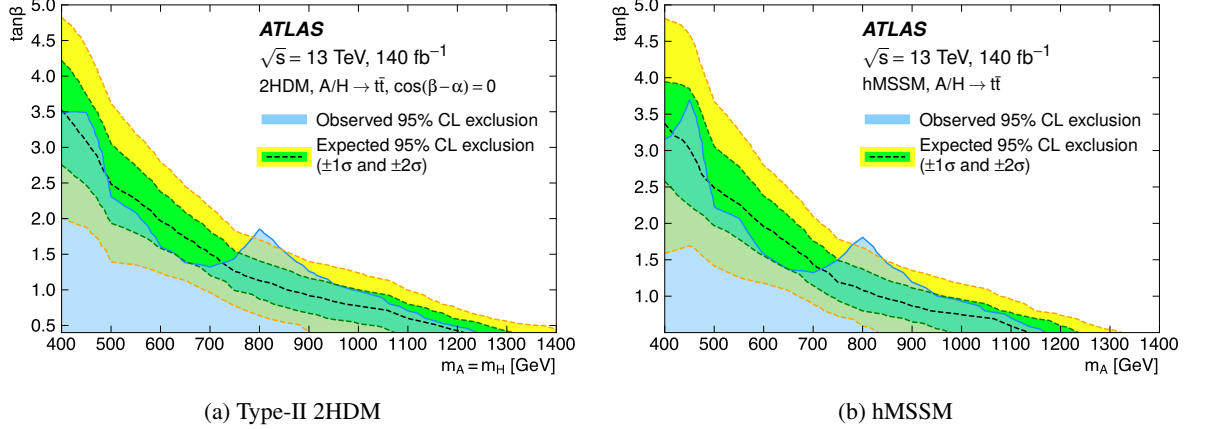 tanβ
5.0
4.5
4.0
3.5
3.0
2.5
2.0
1.5
1.0
0.5
ATLAS
√s = 13 TeV, 140 fb⁻¹
2HDM, A/H → tt̄, cos(β−α) = 0
Observed 95% CL exclusion
Expected 95% CL exclusion
(±1σ and ±2σ)
400 500 600 700 800 900 1000 1100 1200 1300 1400
m_A = m_H [GeV]
(a) Type-II 2HDM
tanβ
5.0
4.5
4.0
3.5
3.0
2.5
2.0
1.5
1.0
ATLAS
√s = 13 TeV, 140 fb⁻¹
hMSSM, A/H → tt̄
Observed 95% CL exclusion
Expected 95% CL exclusion
(±1σ and ±2σ)
400 500 600 700 800 900 1000 1100 1200 1300 1400
m_A [GeV]
(b) hMSSM